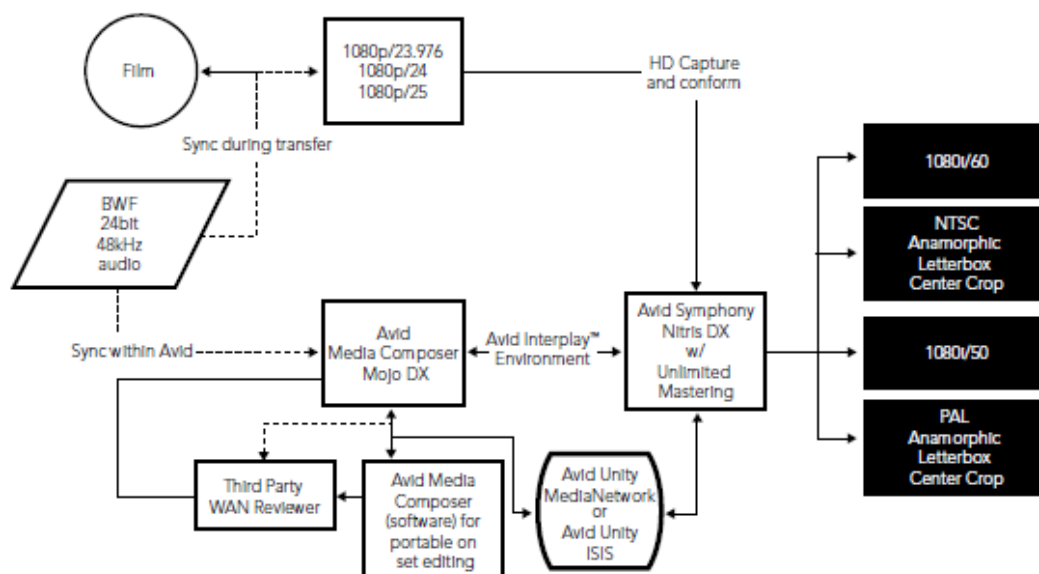 Film
1080p/23.976
1080p/24
1080p/25
HD Capture
and conform
Sync during transfer
BWF
24bit
48kHz
audio
1080i/60
NTSC
Anamorphic
Letterbox
Center Crop
Avid
Media Composer
Mojo DX
Avid Interplay™
Environment
Avid Symphony
Nitris DX
w/
Unlimited
Mastering
Sync within Avid
1080i/50
PAL
Anamorphic
Letterbox
Center Crop
Third Party
WAN Reviewer
Avid Media
Composer
(software) for
portable on
set editing
Avid Unity
MediaNetwork
or
Avid Unity
ISIS